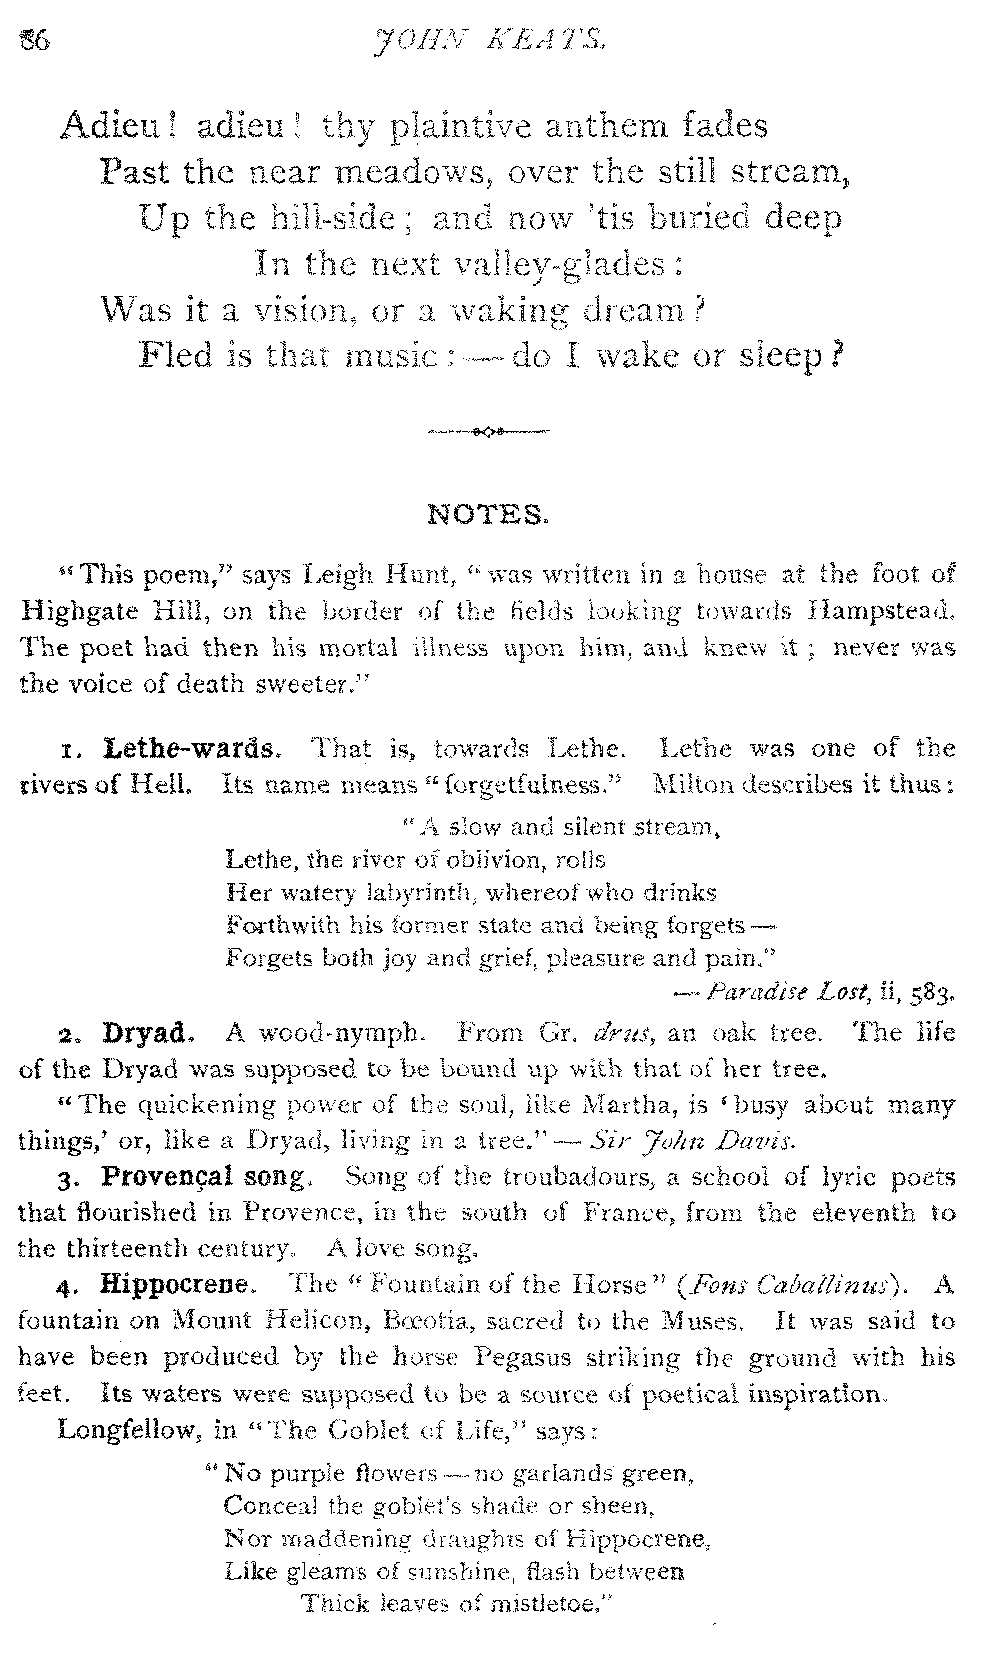 86 JOHN KEATS.
Adieu! adieu! thy plaintive anthem fades
Past the near meadows, over the still stream,
Up the hill-side; and now 'tis buried deep
In the next valley-glades:
Was it a vision, or a waking dream?
Fled is that music:—do I wake or sleep?
NOTES.
"This poem," says Leigh Hunt, "was written in a house at the foot of
Highgate Hill, on the border of the fields looking towards Hampstead.
The poet had then his mortal illness upon him, and knew it; never was
the voice of death sweeter."
1. Lethe-wards. That is, towards Lethe. Lethe was one of the
rivers of Hell. Its name means "forgetfulness." Milton describes it thus:
"A slow and silent stream,
Lethe, the river of oblivion, rolls
Her watery labyrinth, whereof who drinks
Forthwith his former state and being forgets—
Forgets both joy and grief, pleasure and pain."
— Paradise Lost, ii, 583.
2. Dryad. A wood-nymph. From Gr. drus, an oak tree. The life
of the Dryad was supposed to be bound up with that of her tree.
"The quickening power of the soul, like Martha, is 'busy about many
things,' or, like a Dryad, living in a tree."— Sir John Davis.
3. Provençal song. Song of the troubadours, a school of lyric poets
that flourished in Provence, in the south of France, from the eleventh to
the thirteenth century. A love song.
4. Hippocrene. The "Fountain of the Horse" (Fons Caballinus). A
fountain on Mount Helicon, Bœotia, sacred to the Muses. It was said to
have been produced by the horse Pegasus striking the ground with his
feet. Its waters were supposed to be a source of poetical inspiration.
Longfellow, in "The Goblet of Life," says:
"No purple flowers—no garlands green,
Conceal the goblet's shade or sheen,
Nor maddening draughts of Hippocrene,
Like gleams of sunshine, flash between
Thick leaves of mistletoe."